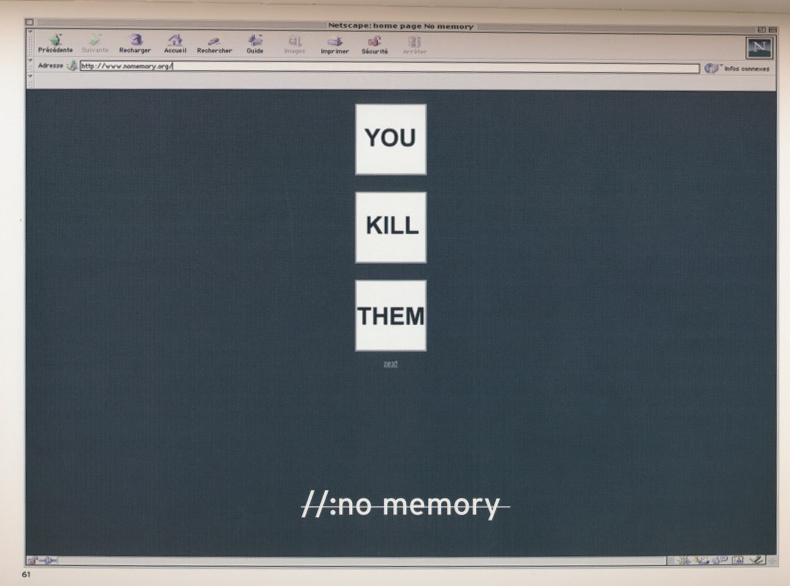 Netscape: home page No memory
Précédente Suivante Recharger Accueil Rechercher Guide Images Imprimer Sécurité Arrêter
Adresse http://www.nomemory.org/ Infos connexes
N
YOU
KILL
THEM
next
//:no memory
61